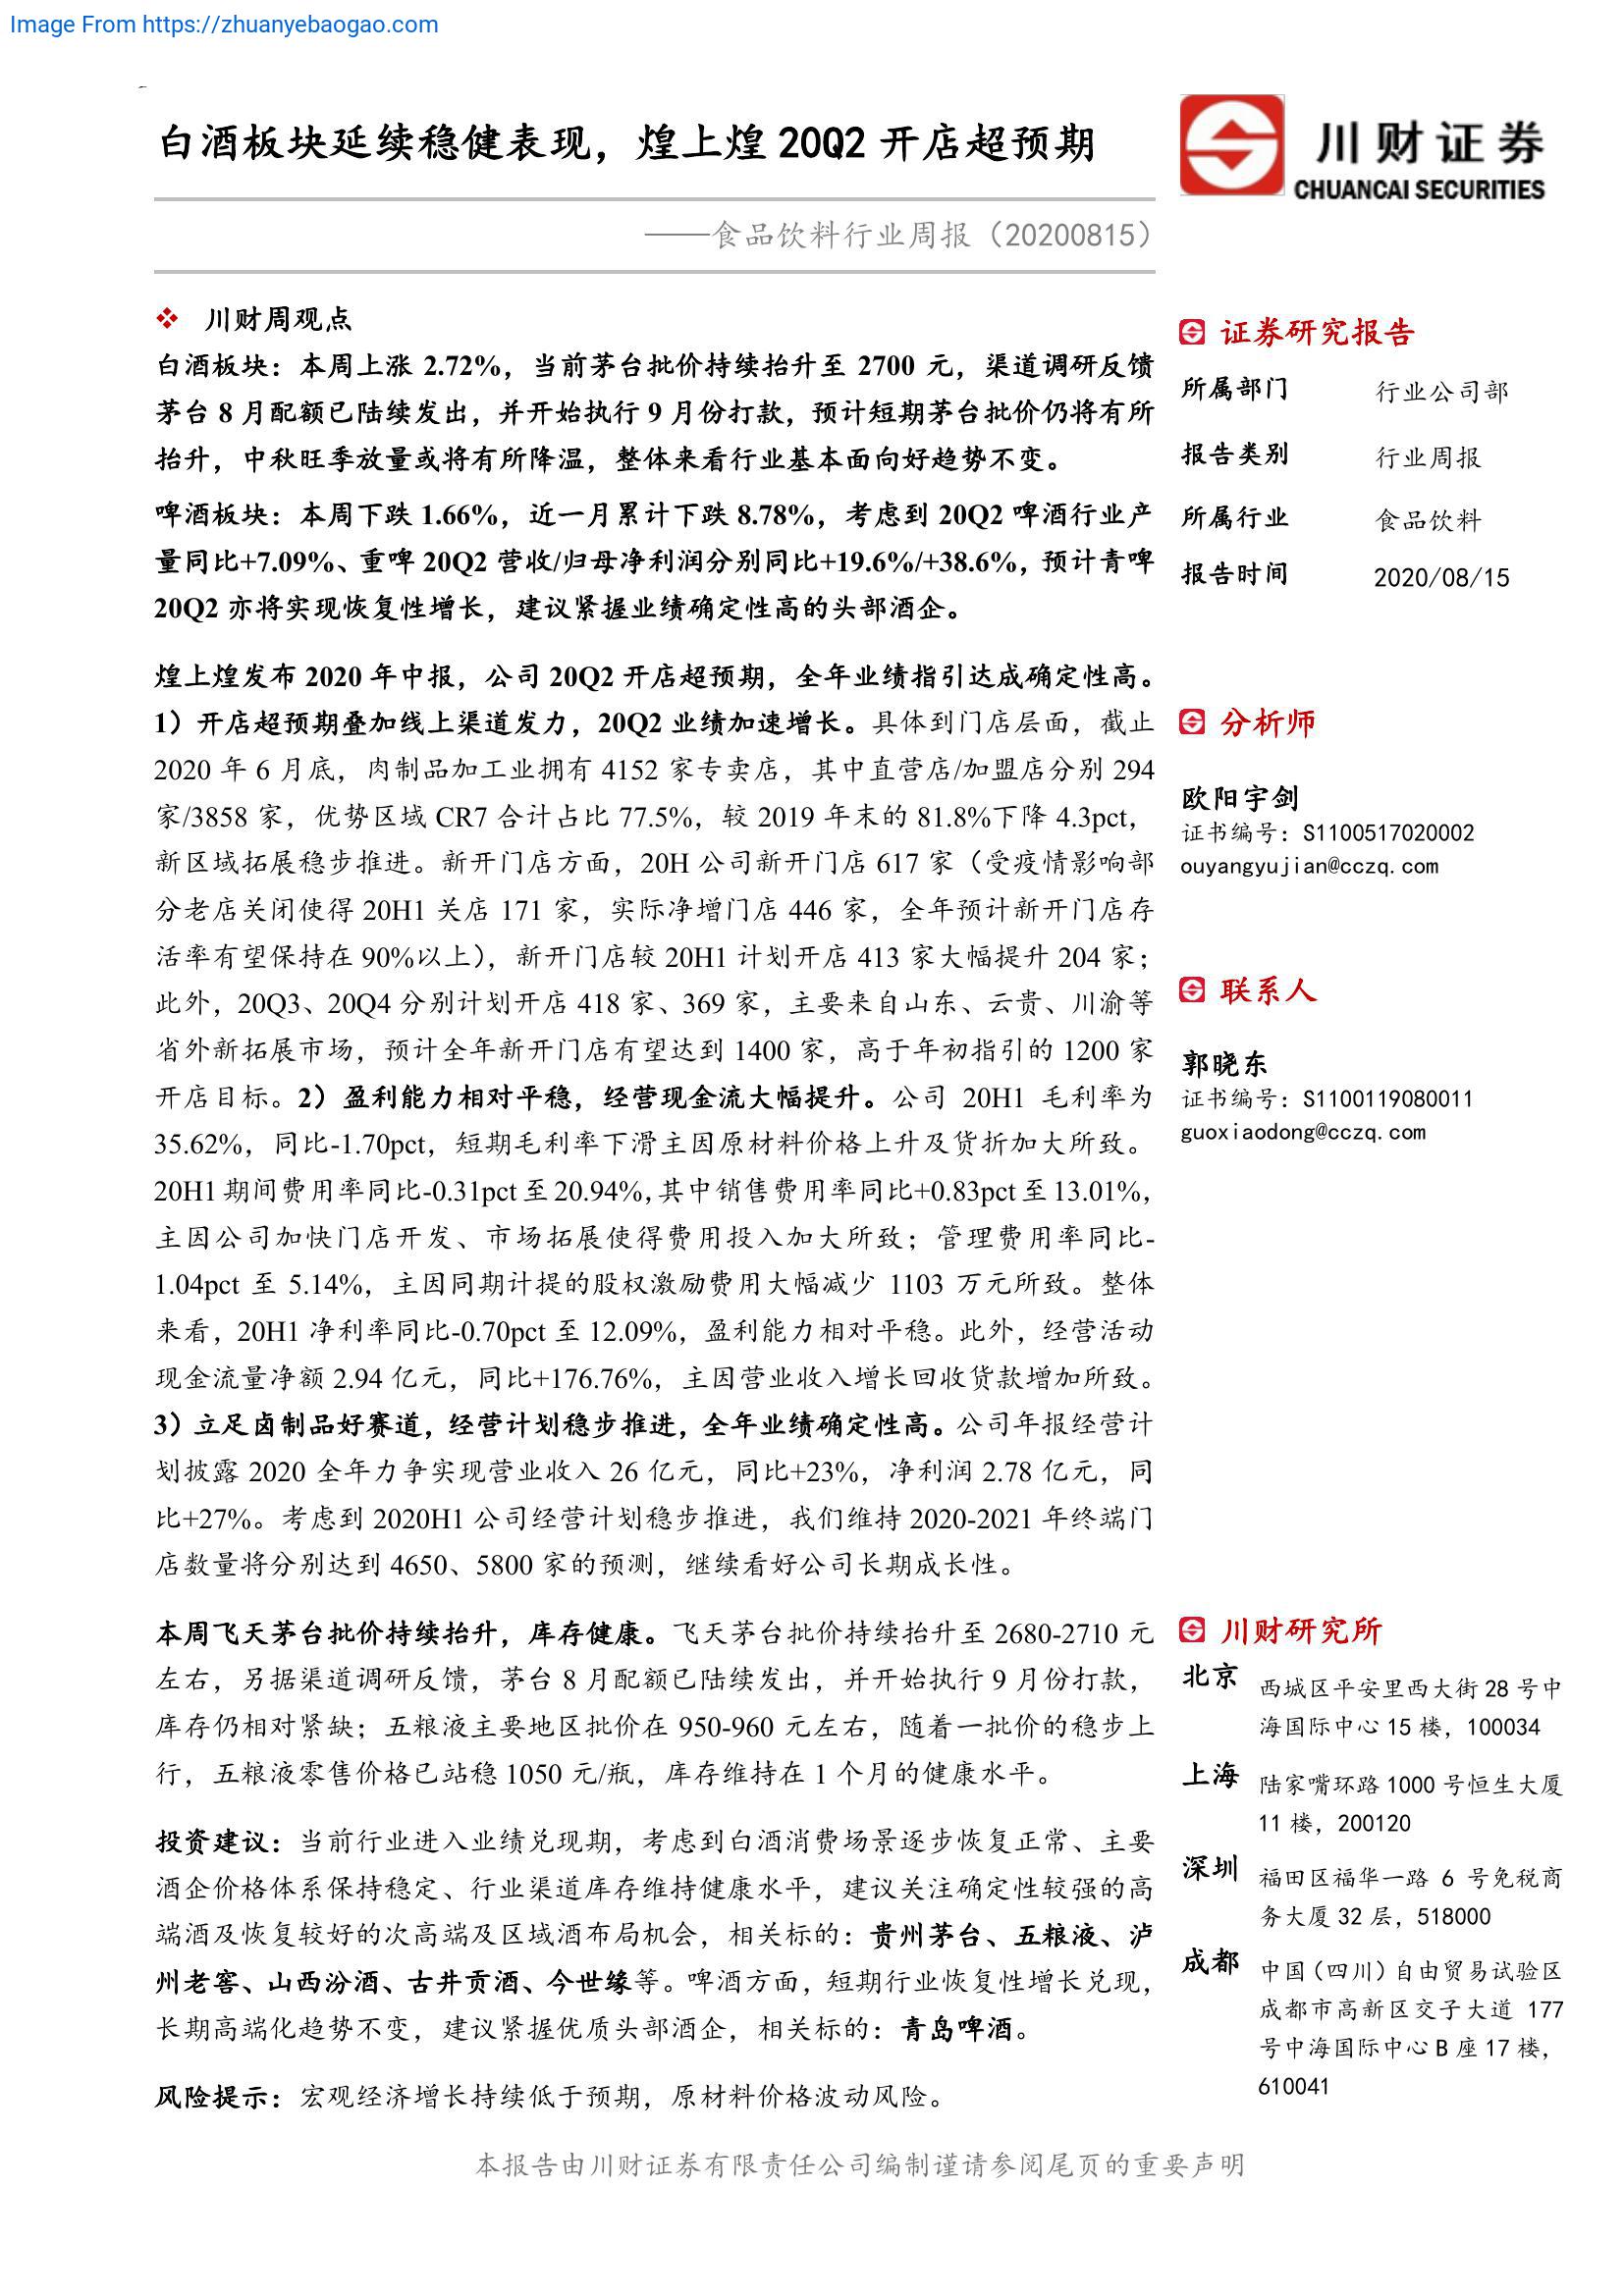 Image From https://zhuanyebaogao.com
白酒板块延续稳健表现，煌上煌 20Q2 开店超预期
——食品饮料行业周报（20200815）
川财证券
CHUANCAI SECURITIES
川财周观点
白酒板块：本周上涨 2.72%，当前茅台批价持续抬升至 2700 元，渠道调研反馈
茅台 8 月配额已陆续发出，并开始执行 9 月份打款，预计短期茅台批价仍将有所
抬升，中秋旺季放量或将有所降温，整体来看行业基本面向好趋势不变。
啤酒板块：本周下跌 1.66%，近一月累计下跌 8.78%，考虑到 20Q2 啤酒行业产
量同比+7.09%、重啤 20Q2 营收/归母净利润分别同比+19.6%/+38.6%，预计青啤
20Q2 亦将实现恢复性增长，建议紧握业绩确定性高的头部酒企。
煌上煌发布 2020 年中报，公司 20Q2 开店超预期，全年业绩指引达成确定性高。
1）开店超预期叠加线上渠道发力，20Q2 业绩加速增长。具体到门店层面，截止
2020 年 6 月底，肉制品加工业拥有 4152 家专卖店，其中直营店/加盟店分别 294
家/3858 家，优势区域 CR7 合计占比 77.5%，较 2019 年末的 81.8%下降 4.3pct，
新区域拓展稳步推进。新开门店方面，20H 公司新开门店 617 家（受疫情影响部
分老店关闭使得 20H1 关店 171 家，实际净增门店 446 家，全年预计新开门店存
活率有望保持在 90%以上），新开门店较 20H1 计划开店 413 家大幅提升 204 家；
此外，20Q3、20Q4 分别计划开店 418 家、369 家，主要来自山东、云贵、川渝等
省外新拓展市场，预计全年新开门店有望达到 1400 家，高于年初指引的 1200 家
开店目标。2）盈利能力相对平稳，经营现金流大幅提升。公司 20H1 毛利率为
35.62%，同比-1.70pct，短期毛利率下滑主因原材料价格上升及货折加大所致。
20H1 期间费用率同比-0.31pct 至 20.94%，其中销售费用率同比+0.83pct 至 13.01%，
主因公司加快门店开发、市场拓展使得费用投入加大所致；管理费用率同比-
1.04pct 至 5.14%，主因同期计提的股权激励费用大幅减少 1103 万元所致。整体
来看，20H1 净利率同比-0.70pct 至 12.09%，盈利能力相对平稳。此外，经营活动
现金流量净额 2.94 亿元，同比+176.76%，主因营业收入增长回收货款增加所致。
3）立足卤制品好赛道，经营计划稳步推进，全年业绩确定性高。公司年报经营计
划披露 2020 全年力争实现营业收入 26 亿元，同比+23%，净利润 2.78 亿元，同
比+27%。考虑到 2020H1 公司经营计划稳步推进，我们维持 2020-2021 年终端门
店数量将分别达到 4650、5800 家的预测，继续看好公司长期成长性。
本周飞天茅台批价持续抬升，库存健康。飞天茅台批价持续抬升至 2680-2710 元
左右，另据渠道调研反馈，茅台 8 月配额已陆续发出，并开始执行 9 月份打款，
库存仍相对紧缺；五粮液主要地区批价在 950-960 元左右，随着一批价的稳步上
行，五粮液零售价格已站稳 1050 元/瓶，库存维持在 1 个月的健康水平。
投资建议：当前行业进入业绩兑现期，考虑到白酒消费场景逐步恢复正常、主要
酒企价格体系保持稳定、行业渠道库存维持健康水平，建议关注确定性较强的高
端酒及恢复较好的次高端及区域酒布局机会，相关标的：贵州茅台、五粮液、泸
州老窖、山西汾酒、古井贡酒、今世缘等。啤酒方面，短期行业恢复性增长兑现，
长期高端化趋势不变，建议紧握优质头部酒企，相关标的：青岛啤酒。
风险提示：宏观经济增长持续低于预期，原材料价格波动风险。
证券研究报告
所属部门 行业公司部
报告类别 行业周报
所属行业 食品饮料
报告时间 2020/08/15
分析师
欧阳宇剑
证书编号：S1100517020002
ouyangyujian@cczq.com
联系人
郭晓东
证书编号：S1100119080011
guoxiaodong@cczq.com
川财研究所
北京 西城区平安里西大街 28 号中
海国际中心 15 楼，100034
上海 陆家嘴环路 1000 号恒生大厦
11 楼，200120
深圳 福田区福华一路 6 号免税商
务大厦 32 层，518000
成都 中国（四川）自由贸易试验区
成都市高新区交子大道 177
号中海国际中心 B 座 17 楼，
610041
本报告由川财证券有限责任公司编制谨请参阅尾页的重要声明